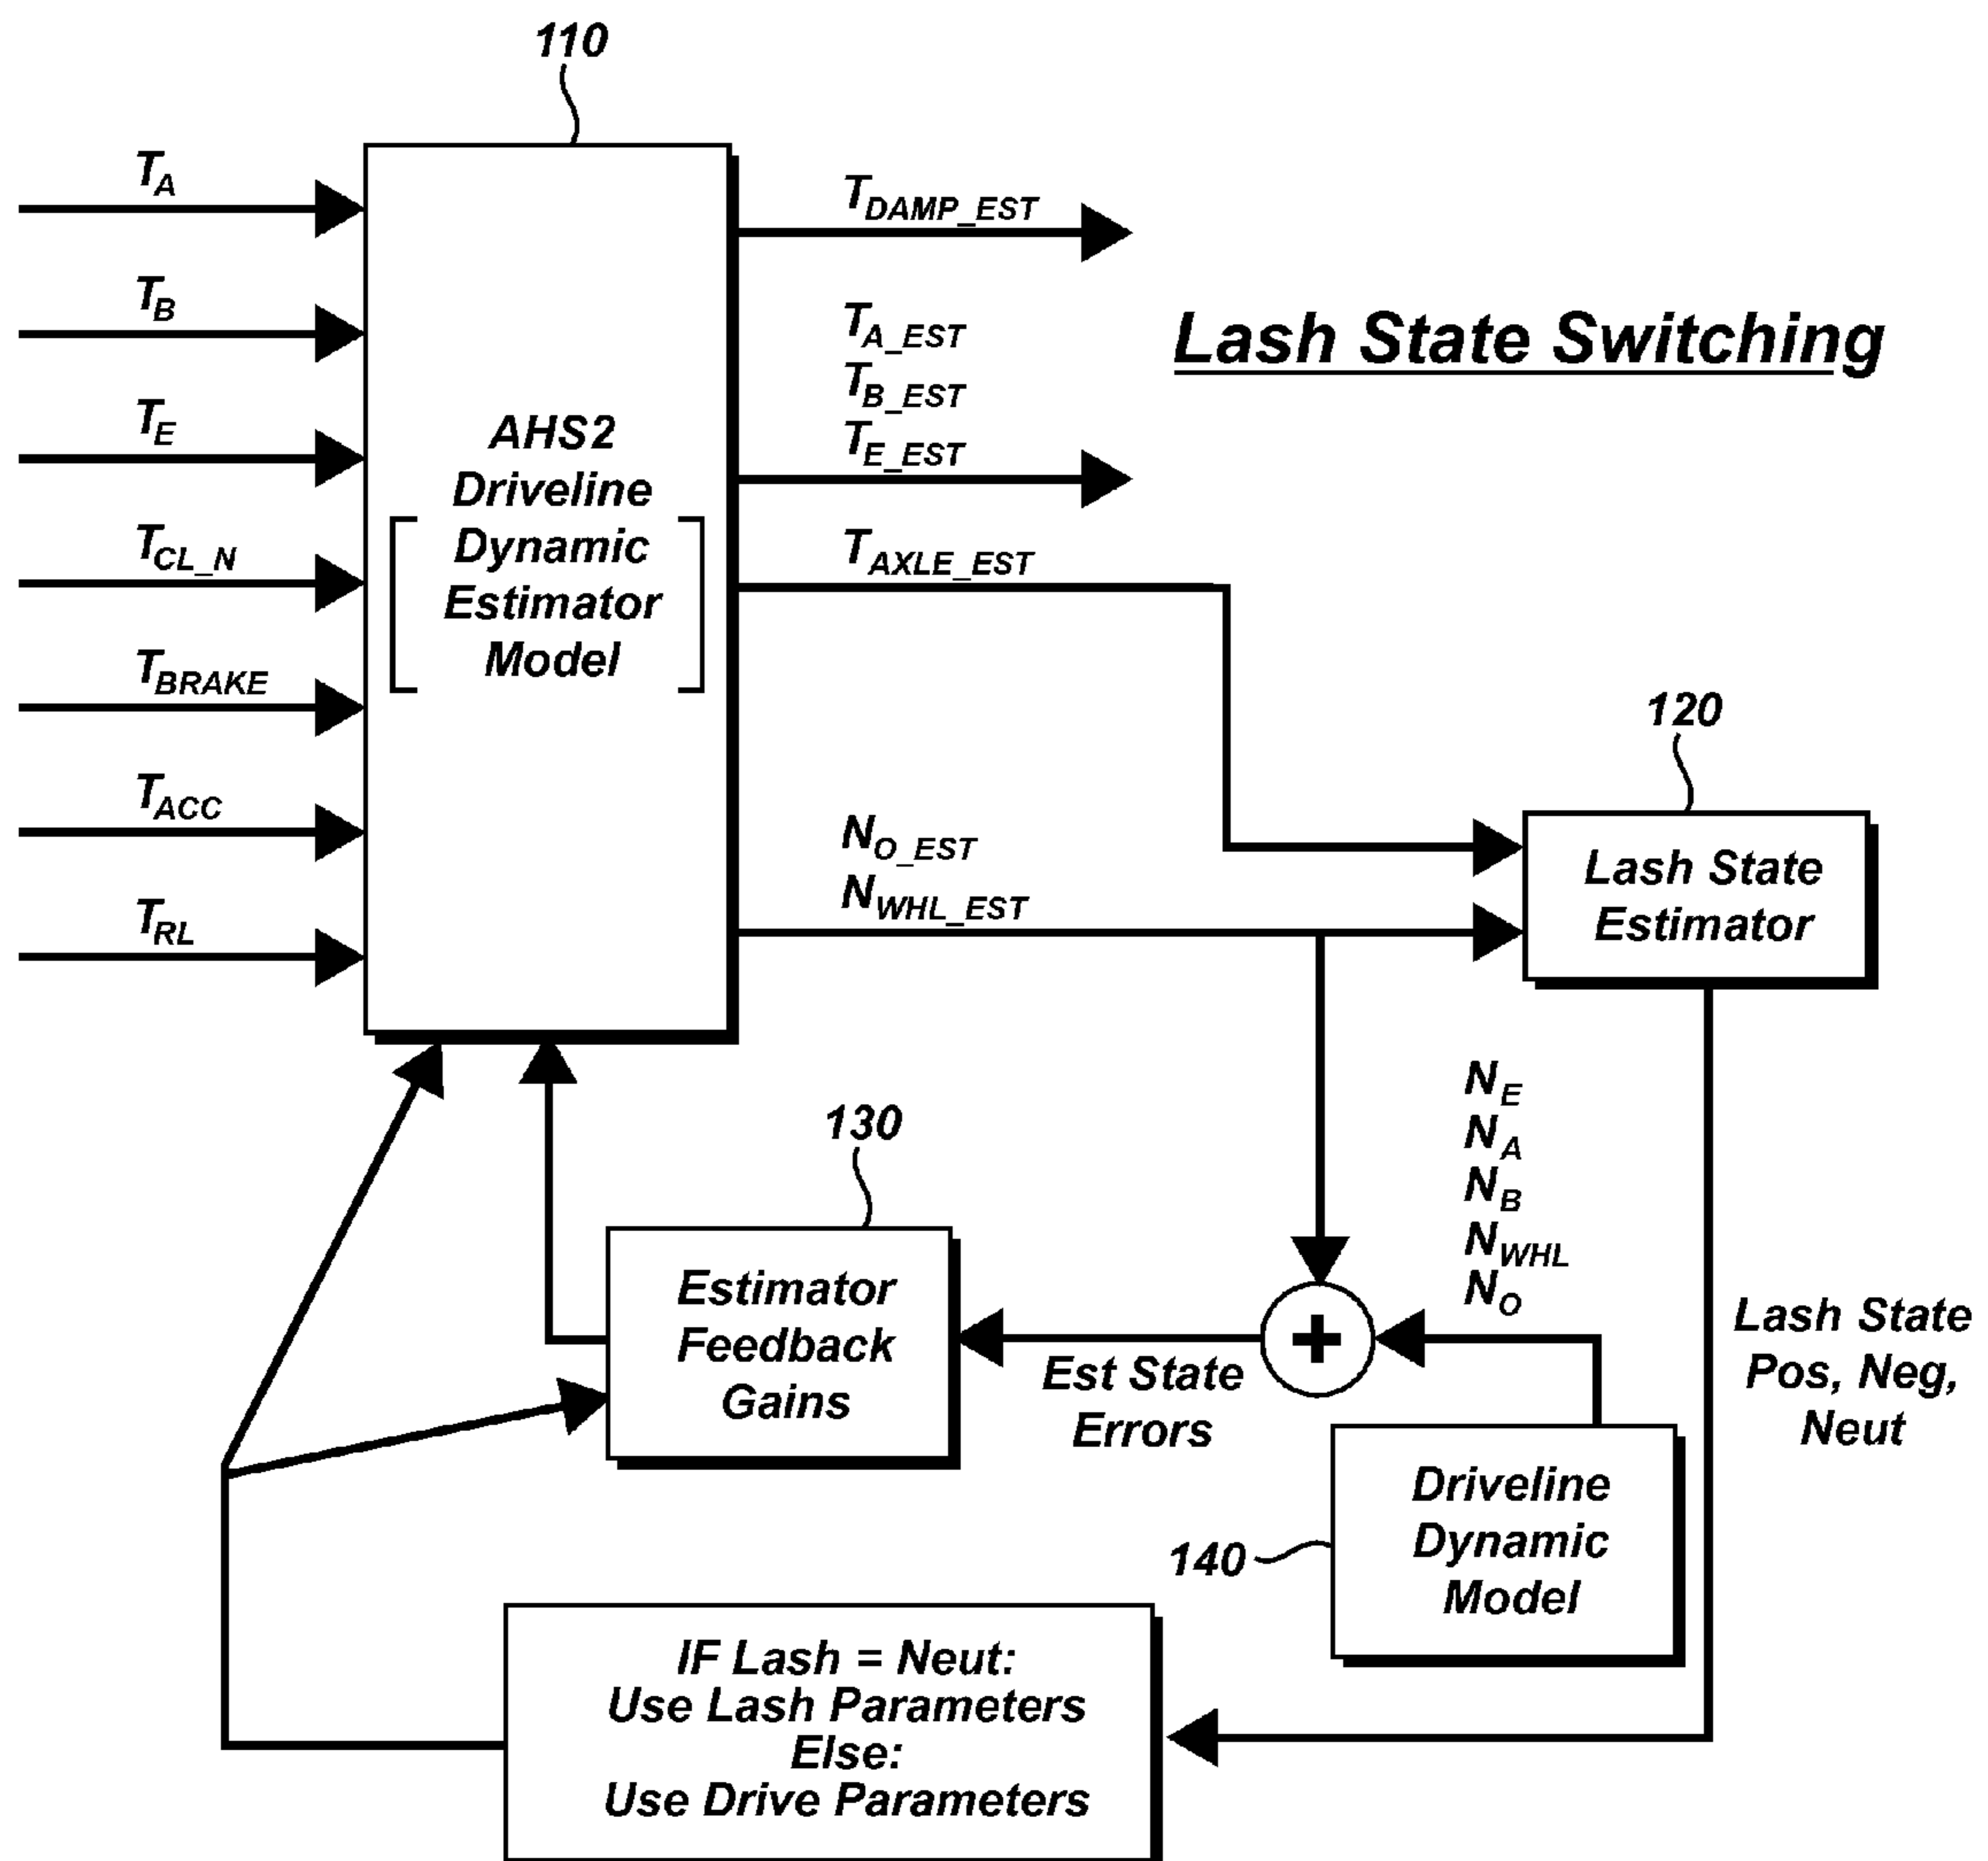 110
T_A
T_B
T_E
T_CL_N
T_BRAKE
T_ACC
T_RL
AHS2
Driveline
Dynamic
Estimator
Model
T_DAMP_EST
T_A_EST
T_B_EST
T_E_EST
T_AXLE_EST
N_O_EST
N_WHL_EST
Lash State Switching
120
Lash State
Estimator
N_E
N_A
N_B
N_WHL
N_O
Lash State
Pos, Neg,
Neut
130
Estimator
Feedback
Gains
+
Est State
Errors
140
Driveline
Dynamic
Model
IF Lash = Neut:
Use Lash Parameters
Else:
Use Drive Parameters